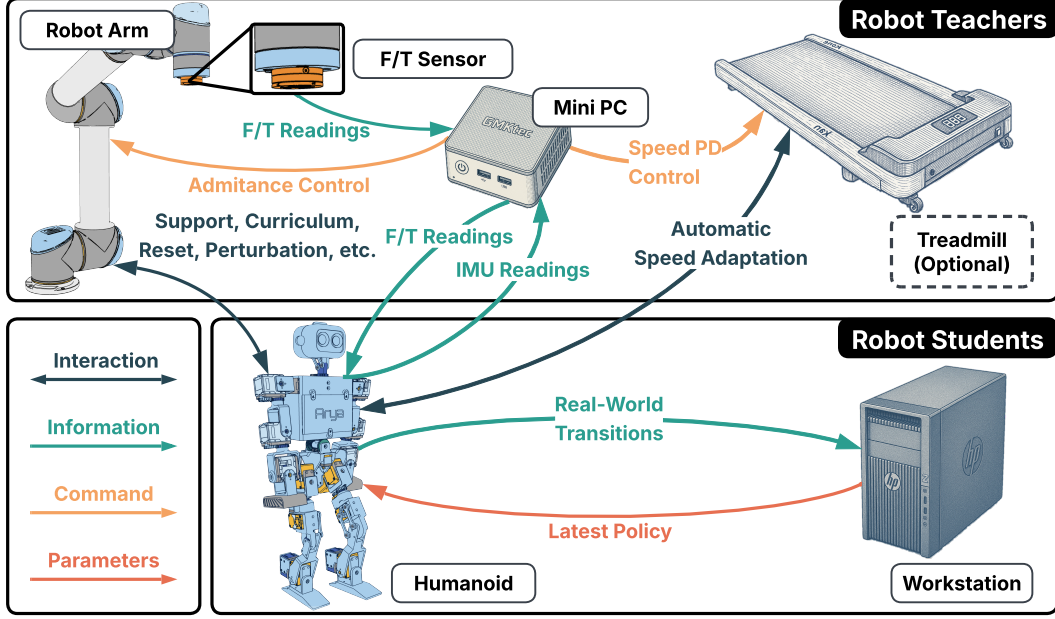 Robot Arm
F/T Sensor
Robot Teachers
Mini PC
GMKtec
F/T Readings
Admitance Control
Speed PD
Control
Support, Curriculum,
Reset, Perturbation, etc.
F/T Readings
IMU Readings
Automatic
Speed Adaptation
Treadmill
(Optional)
Interaction
Information
Command
Parameters
Robot Students
Arya
Real-World
Transitions
Latest Policy
hp
Humanoid
Workstation